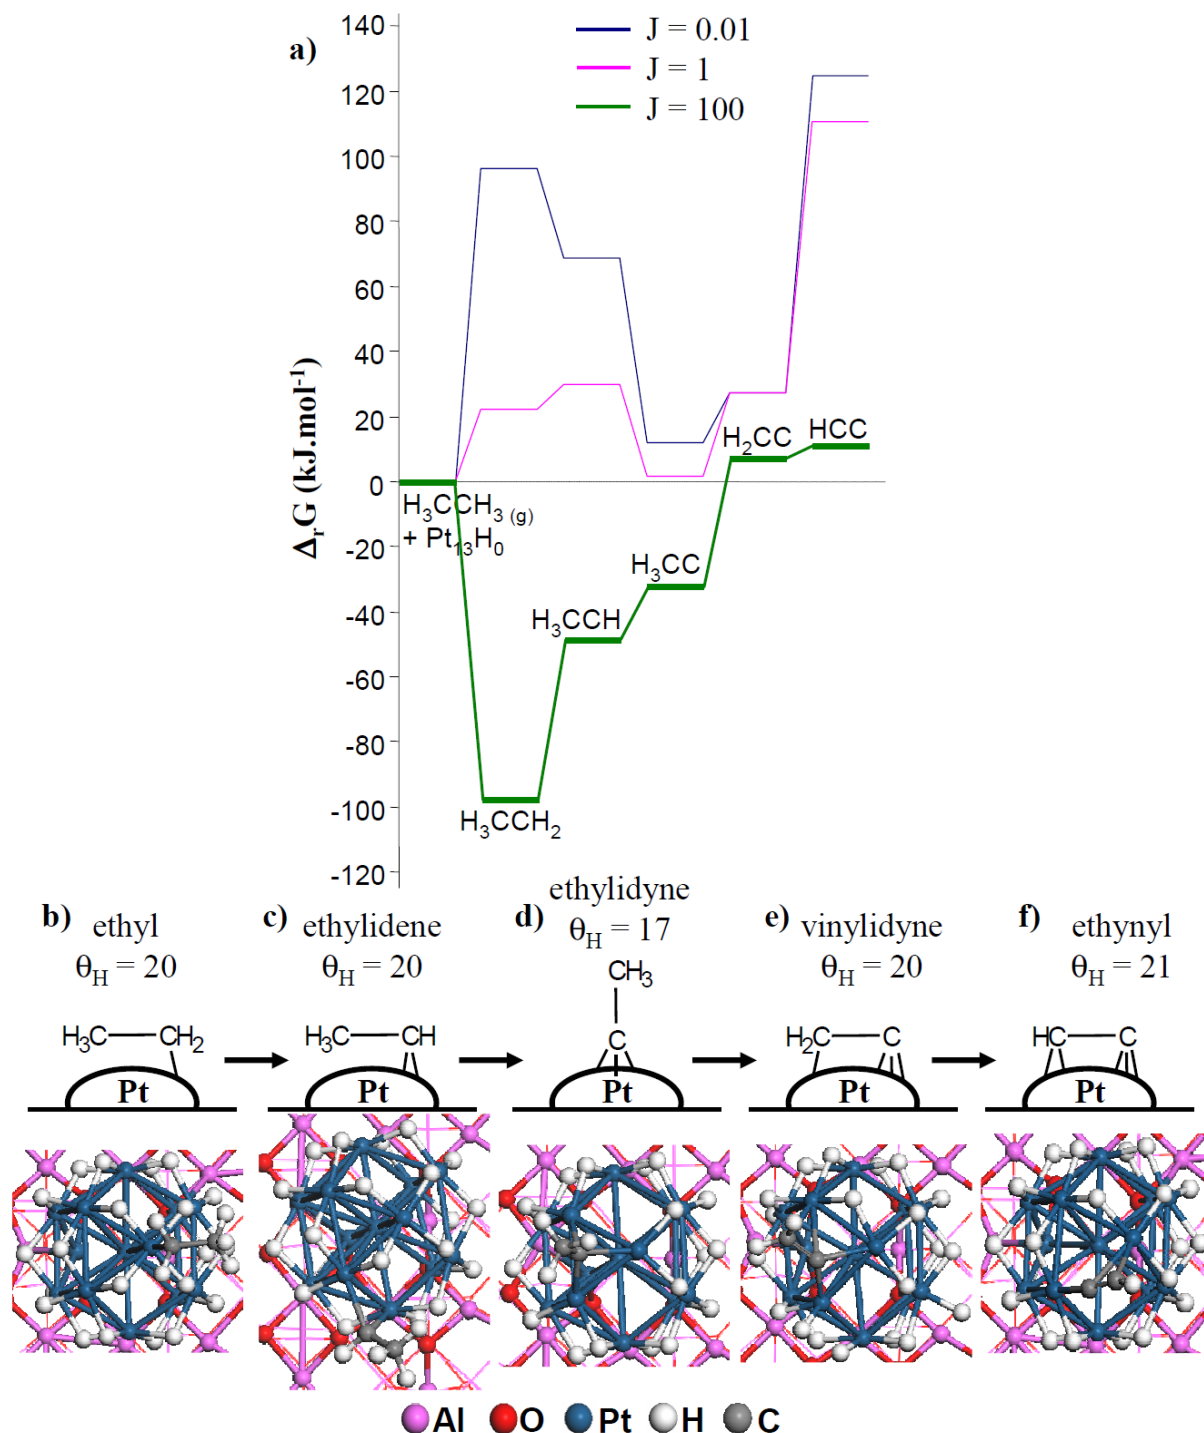 a)
J = 0.01
J = 1
J = 100
140
120
100
80
60
40
20
0
-20
-40
-60
-80
-100
-120
ΔrG (kJ.mol⁻¹)
H₃CCH₃ (g)
+ Pt₁₃H₀
H₃CCH₂
H₃CCH
H₃CC
H₂CC
HCC
b) ethyl
θH = 20
c) ethylidene
θH = 20
d) ethylidyne
θH = 17
e) vinylidyne
θH = 20
f) ethynyl
θH = 21
H₃C CH₂
Pt
H₃C CH
Pt
CH₃
C
Pt
H₂C C
Pt
HC C
Pt
Al O Pt H C